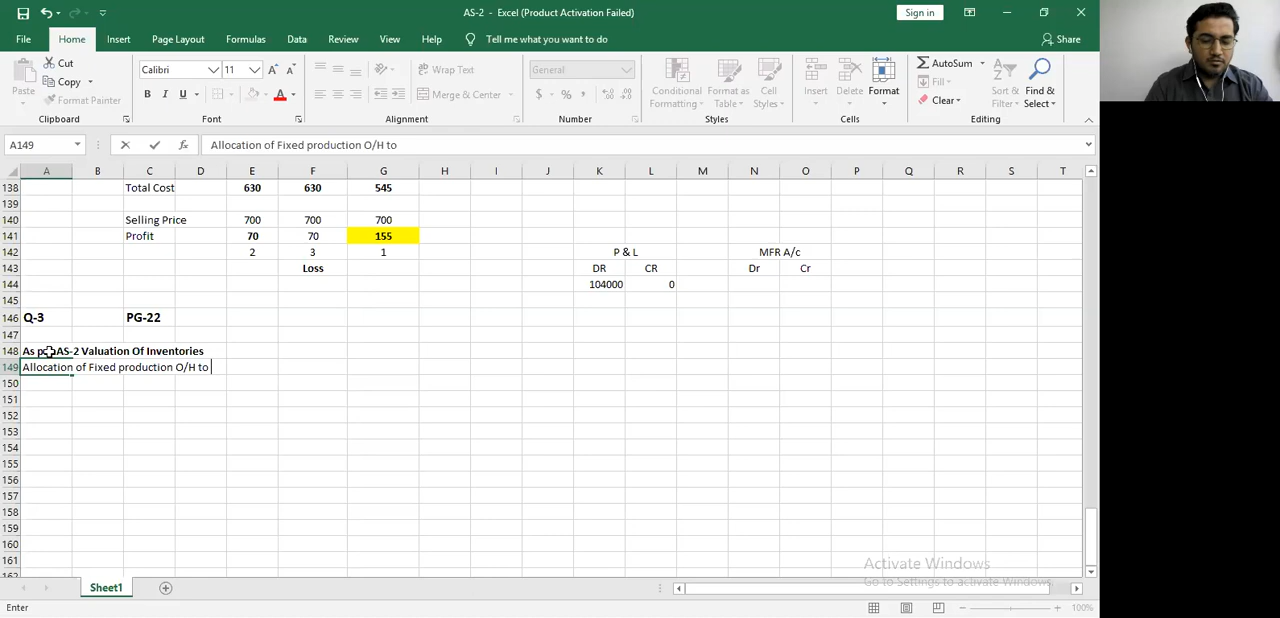 AS-2 - Excel (Product Activation Failed)
Sign in
File Home Insert Page Layout Formulas Data Review View Help Tell me what you want to do Share
Paste
Cut
Copy
Format Painter
Clipboard
Calibri 11
B I U
Font
Wrap Text
Merge & Center
Alignment
General
$ % ,
Number
Conditional Formatting
Format as Table
Cell Styles
Styles
Insert Delete Format
Cells
AutoSum
Fill
Clear
Sort & Filter
Find & Select
Editing
A149
fx
Allocation of Fixed production O/H to
A B C D E F G H I J K L M N O P Q R S T
138 Total Cost 630 630 545
139
140 Selling Price 700 700 700
141 Profit 70 70 155
142 2 3 1 P & L MFR A/c
143 Loss DR CR Dr Cr
144 104000 0
145
146 Q-3 PG-22
147
148 As p AS-2 Valuation Of Inventories
149 Allocation of Fixed production O/H to
150
151
152
153
154
155
156
157
158
159
160
161
Activate Windows
Go to Settings to activate Windows.
Sheet1
Enter
100%